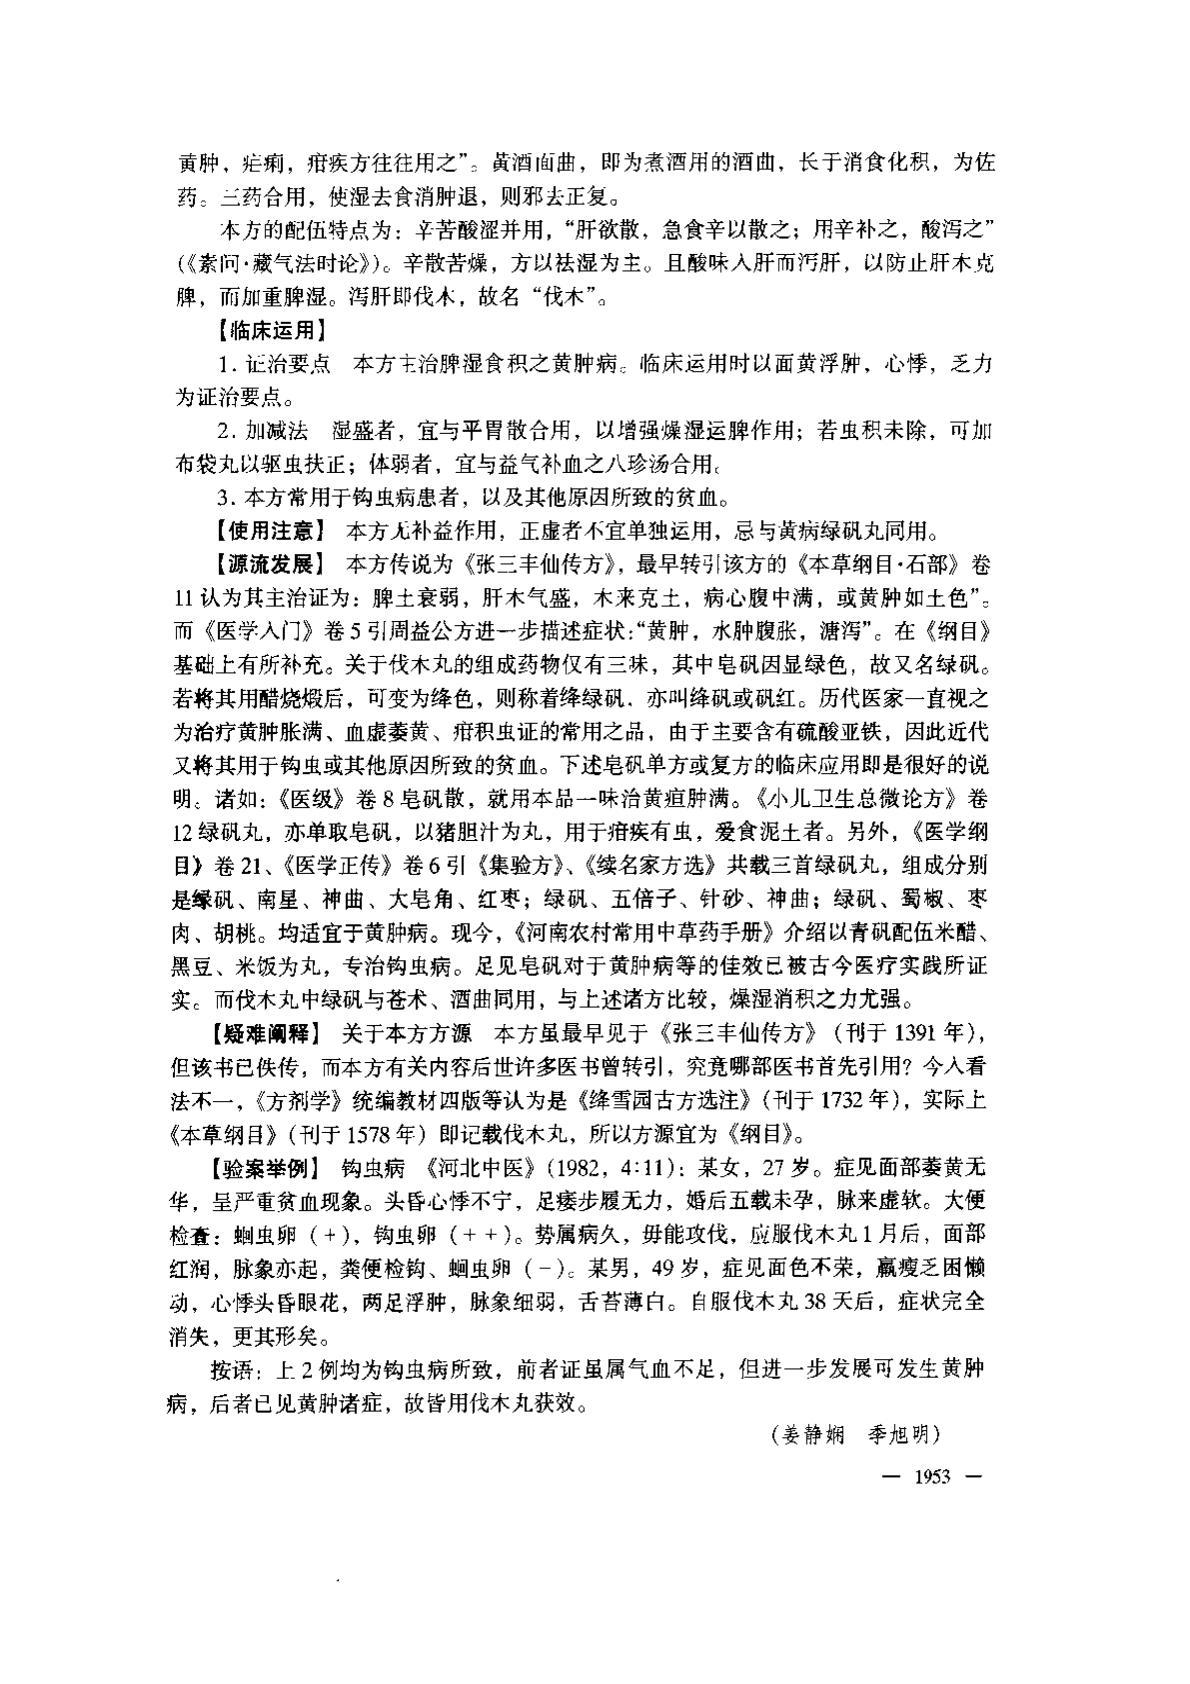 黄肿，疟痢，疳疾方往往用之”。黄酒面曲，即为煮酒用的酒曲，长于消食化积，为佐
药。三药合用，使湿去食消肿退，则邪去正复。
本方的配伍特点为：辛苦酸涩并用，“肝欲散，急食辛以散之；用辛补之，酸泻之”
(《素问·藏气法时论》)。辛散苦燥，方以祛湿为主。且酸味入肝而泻肝，以防止肝木克
脾，而加重脾湿。泻肝即伐木，故名“伐木”。
【临床运用】
1. 证治要点　本方主治脾湿食积之黄肿病。临床运用时以面黄浮肿，心悸，乏力
为证治要点。
2. 加减法　湿盛者，宜与平胃散合用，以增强燥湿运脾作用；若虫积未除，可加
布袋丸以驱虫扶正；体弱者，宜与益气补血之八珍汤合用。
3. 本方常用于钩虫病患者，以及其他原因所致的贫血。
【使用注意】　本方无补益作用，正虚者不宜单独运用，忌与黄病绿矾丸同用。
【源流发展】　本方传说为《张三丰仙传方》，最早转引该方的《本草纲目·石部》卷
11 认为其主治证为：脾土衰弱，肝木气盛，木来克土，病心腹中满，或黄肿如土色”。
而《医学入门》卷 5 引周益公方进一步描述症状：“黄肿，水肿腹胀，溏泻”。在《纲目》
基础上有所补充。关于伐木丸的组成药物仅有三味，其中皂矾因显绿色，故又名绿矾。
若将其用醋烧煅后，可变为绛色，则称着绛绿矾．亦叫绛矾或矾红。历代医家一直视之
为治疗黄肿胀满、血虚萎黄、疳积虫证的常用之品，由于主要含有硫酸亚铁，因此近代
又将其用于钩虫或其他原因所致的贫血。下述皂矾单方或复方的临床应用即是很好的说
明。诸如：《医级》卷 8 皂矾散，就用本品一味治黄疸肿满。《小儿卫生总微论方》卷
12 绿矾丸，亦单取皂矾，以猪胆汁为丸，用于疳疾有虫，爱食泥土者。另外，《医学纲
目》卷 21、《医学正传》卷 6 引《集验方》、《续名家方选》共载三首绿矾丸，组成分别
是绿矾、南星、神曲、大皂角、红枣；绿矾、五倍子、针砂、神曲；绿矾、蜀椒、枣
肉、胡桃。均适宜于黄肿病。现今，《河南农村常用中草药手册》介绍以青矾配伍米醋、
黑豆、米饭为丸，专治钩虫病。足见皂矾对于黄肿病等的佳效已被古今医疗实践所证
实。而伐木丸中绿矾与苍术、酒曲同用，与上述诸方比较，燥湿消积之力尤强。
【疑难阐释】　关于本方方源　本方虽最早见于《张三丰仙传方》（刊于 1391 年），
但该书已佚传，而本方有关内容后世许多医书曾转引，究竟哪部医书首先引用？今人看
法不一，《方剂学》统编教材四版等认为是《绛雪园古方选注》（刊于 1732 年），实际上
《本草纲目》（刊于 1578 年）即记载伐木丸，所以方源宜为《纲目》。
【验案举例】　钩虫病　《河北中医》(1982，4∶11)：某女，27 岁。症见面部萎黄无
华，呈严重贫血现象。头昏心悸不宁，足痿步履无力，婚后五载未孕，脉来虚软。大便
检查：蛔虫卵（+），钩虫卵（++）。势属病久，毋能攻伐，应服伐木丸 1 月后，面部
红润，脉象亦起，粪便检钩、蛔虫卵（-）。某男，49 岁，症见面色不荣，羸瘦乏困懒
动，心悸头昏眼花，两足浮肿，脉象细弱，舌苔薄白。自服伐木丸 38 天后，症状完全
消失，更其形矣。
按语：上 2 例均为钩虫病所致，前者证虽属气血不足，但进一步发展可发生黄肿
病，后者已见黄肿诸症，故皆用伐木丸获效。
（姜静娴　季旭明）
— 1953 —